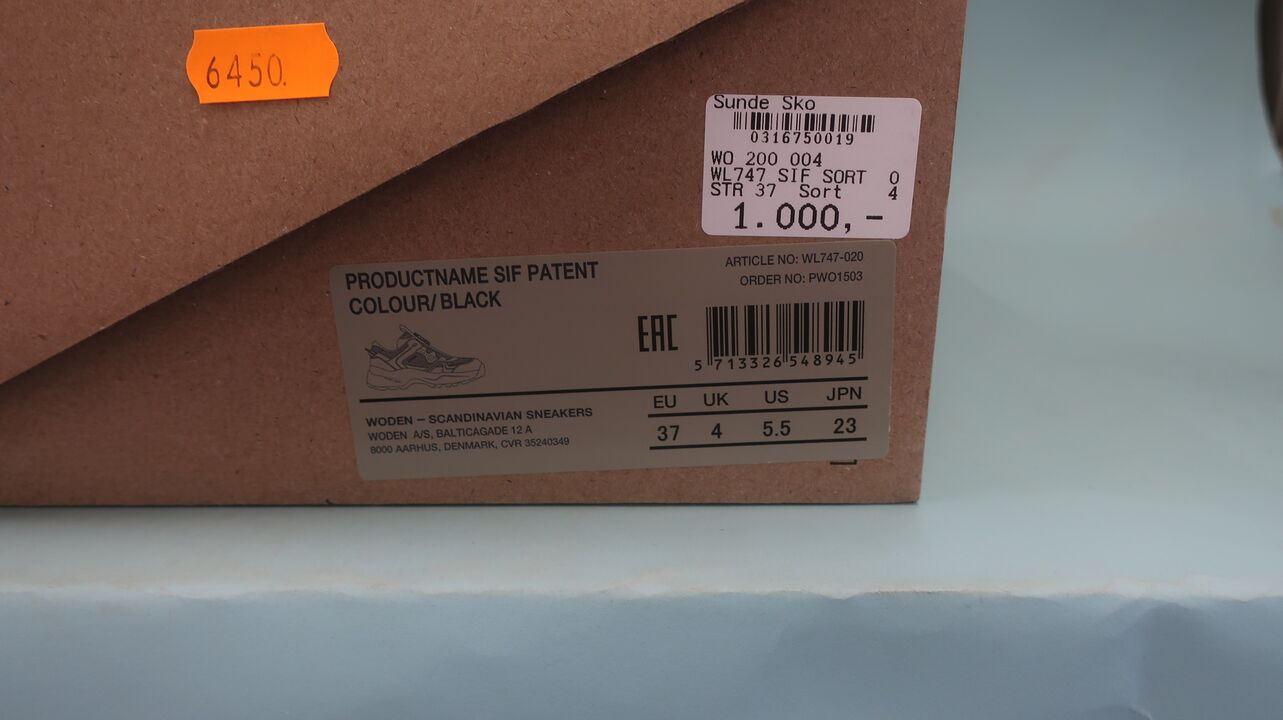 6450.
Sunde Sko
0316750019
WO 200 004
WL747 SIF SORT 0
STR 37 Sort 4
1.000,-
PRODUCTNAME SIF PATENT
COLOUR/ BLACK
ARTICLE NO: WL747-020
ORDER NO: PWO1503
EAC
5 713326 548945
EU UK US JPN
37 4 5.5 23
WODEN – SCANDINAVIAN SNEAKERS
WODEN A/S, BALTICAGADE 12 A
8000 AARHUS, DENMARK, CVR 35240349